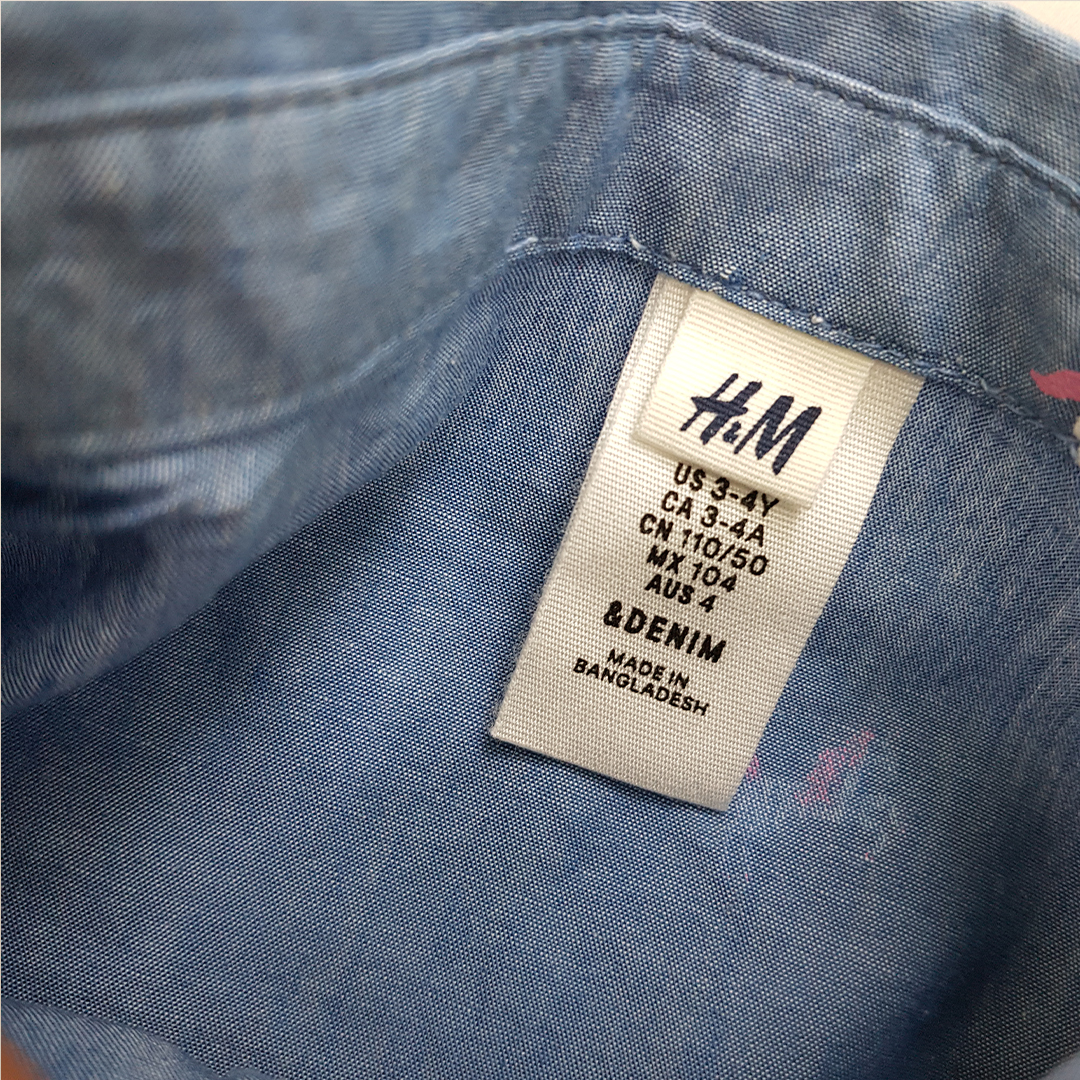 H&M
US 3-4Y
CA 3-4A
CN 110/50
MX 104
AUS 4
&DENIM
MADE IN
BANGLADESH